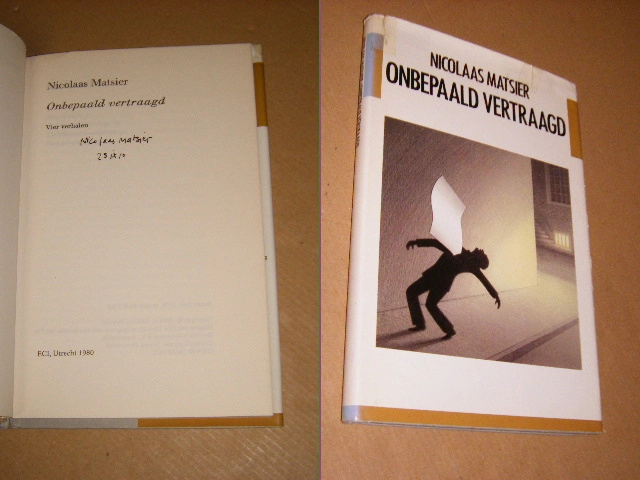 Nicolaas Matsier
Onbepaald vertraagd
Vier verhalen
Nicolaas Matsier
ECI, Utrecht 1980
NICOLAAS MATSIER
ONBEPAALD VERTRAAGD